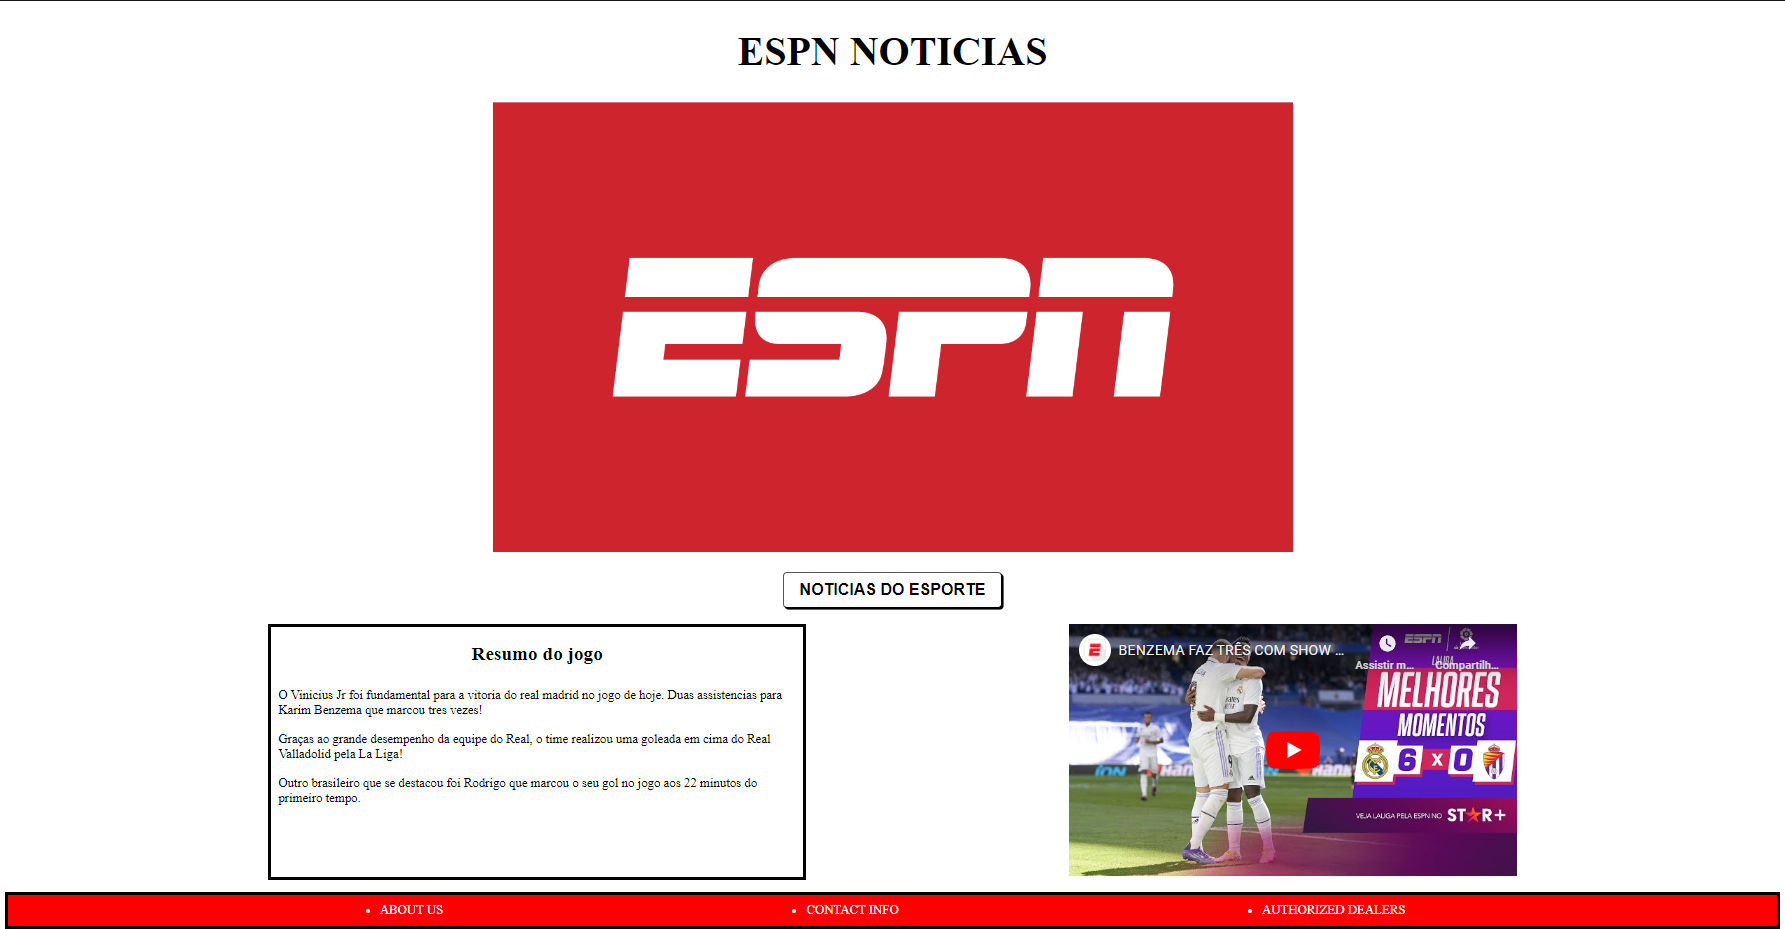 ESPN NOTICIAS
ESPN
NOTICIAS DO ESPORTE
Resumo do jogo
O Vinicius Jr foi fundamental para a vitoria do real madrid no jogo de hoje. Duas assistencias para
Karim Benzema que marcou tres vezes!
Graças ao grande desempenho da equipe do Real, o time realizou uma goleada em cima do Real
Valladolid pela La Liga!
Outro brasileiro que se destacou foi Rodrigo que marcou o seu gol no jogo aos 22 minutos do
primeiro tempo.
E
BENZEMA FAZ TRÊS COM SHOW ...
ESPN
Assistir m...
Compartilh...
LALIGA
MELHORES
MOMENTOS
6 X 0
9
VEJA LALIGA PELA ESPN NO STAR+
ABOUT US
CONTACT INFO
AUTHORIZED DEALERS